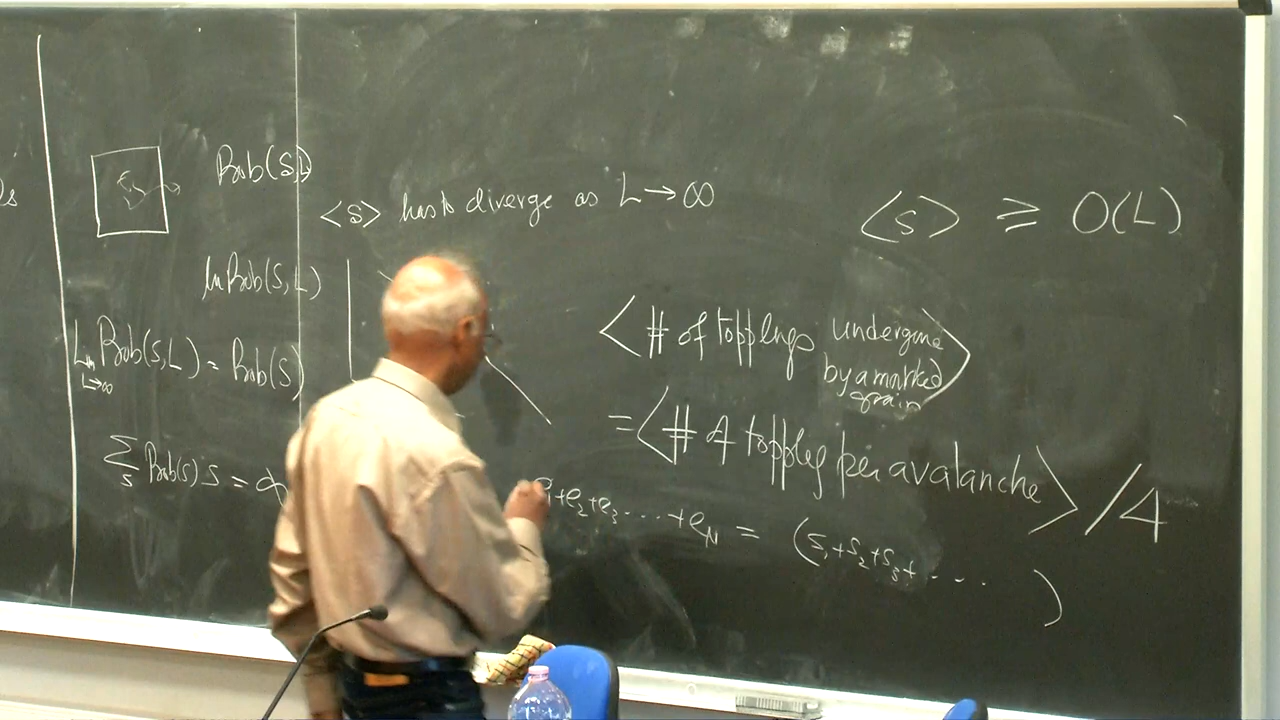 Prob(S,L)
<s> has to diverge as L → ∞
ln Prob(S,L)
Lim L→∞ Prob(S,L) = Prob(S)
∑ₛ Prob(s) s = ∞
<s> ≥ O(L)
< # of topplings undergone
by a marked
grain >
= < # of toppling per avalanche > / 4
e₁+e₂+e₃.....+e_N = (s₁+s₂+s₃+.... )